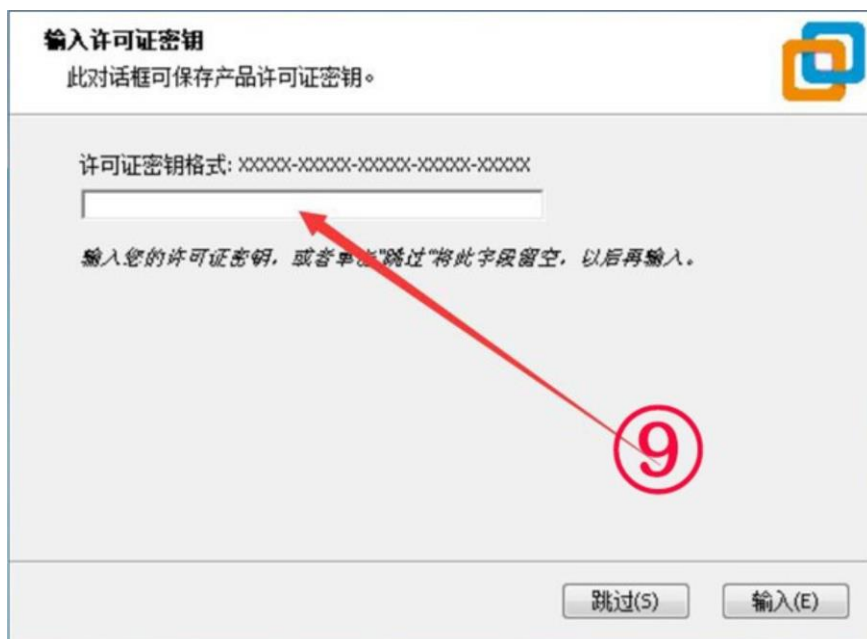 输入许可证密钥
此对话框可保存产品许可证密钥。
许可证密钥格式: XXXXX-XXXXX-XXXXX-XXXXX-XXXXX
输入您的许可证密钥，或者单击"跳过"将此字段留空，以后再输入。
⑨
跳过(S)
输入(E)